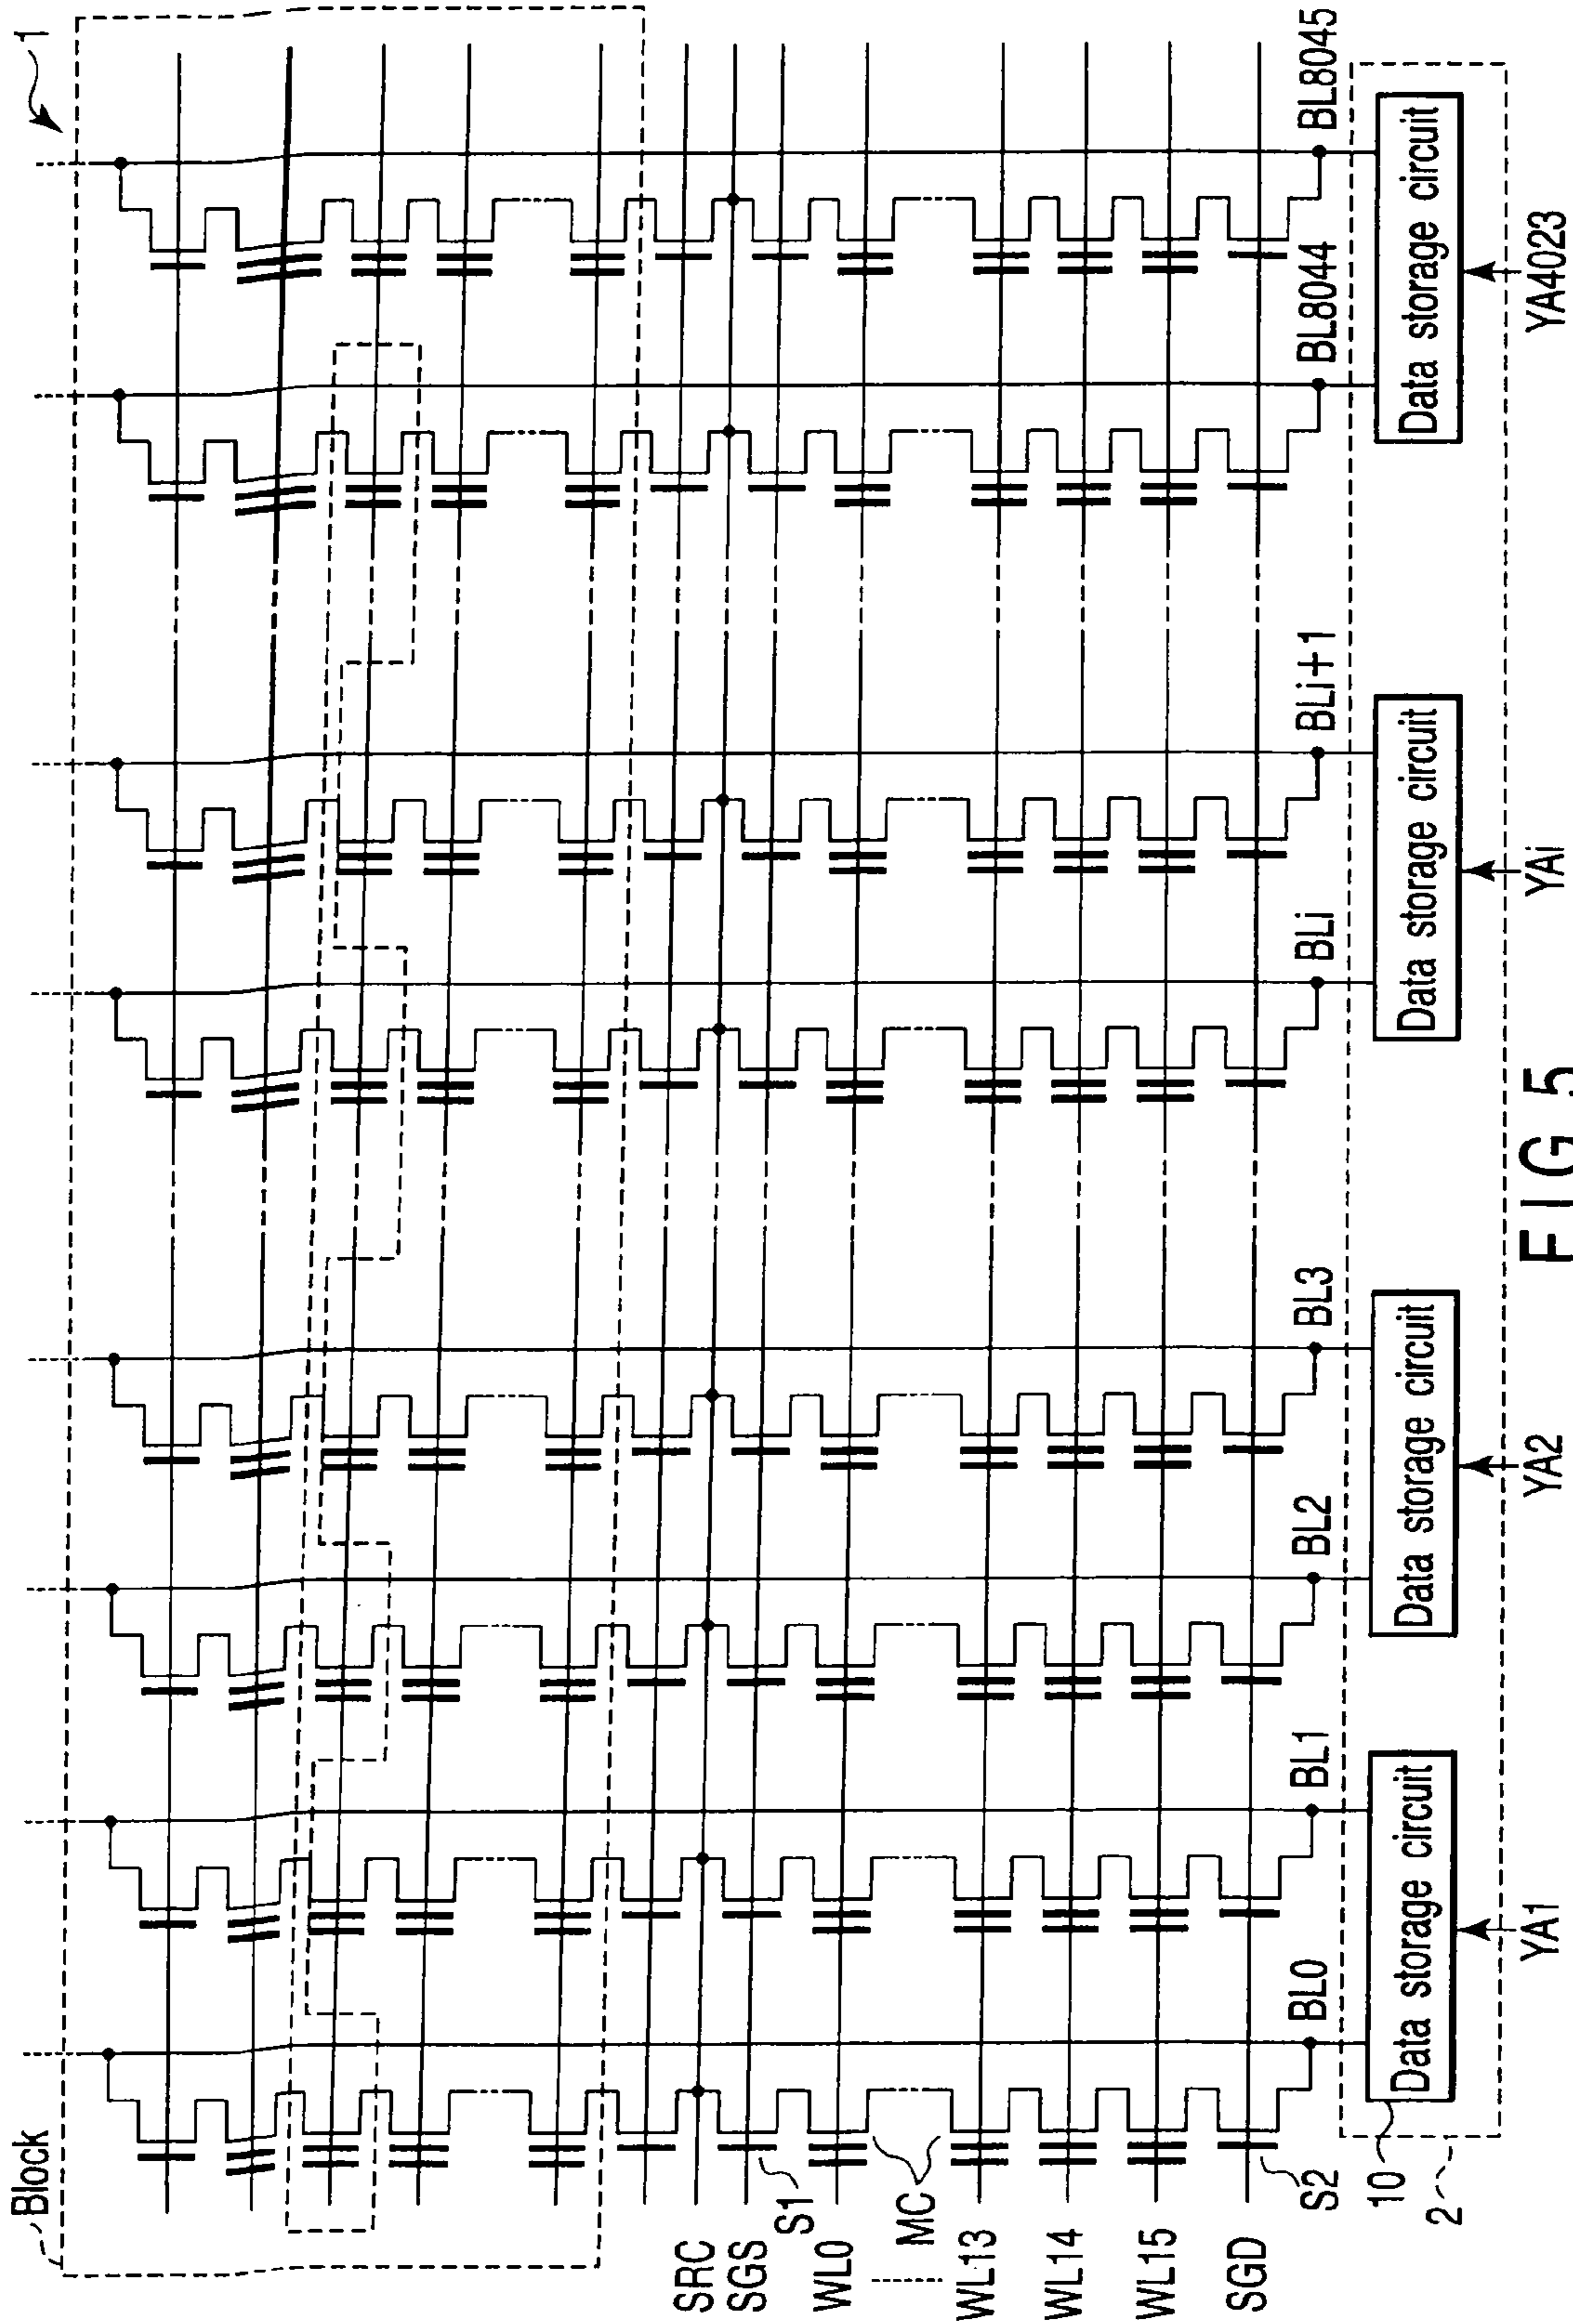 1
Block
SRC
SGS
S1
WL0
MC
WL13
WL14
WL15
SGD
S2
BL0
BL1
BL2
BL3
BLi
BLi+1
BL8044
BL8045
10
2
Data storage circuit
Data storage circuit
Data storage circuit
Data storage circuit
YA1
YA2
YAi
YA4023
FIG 5